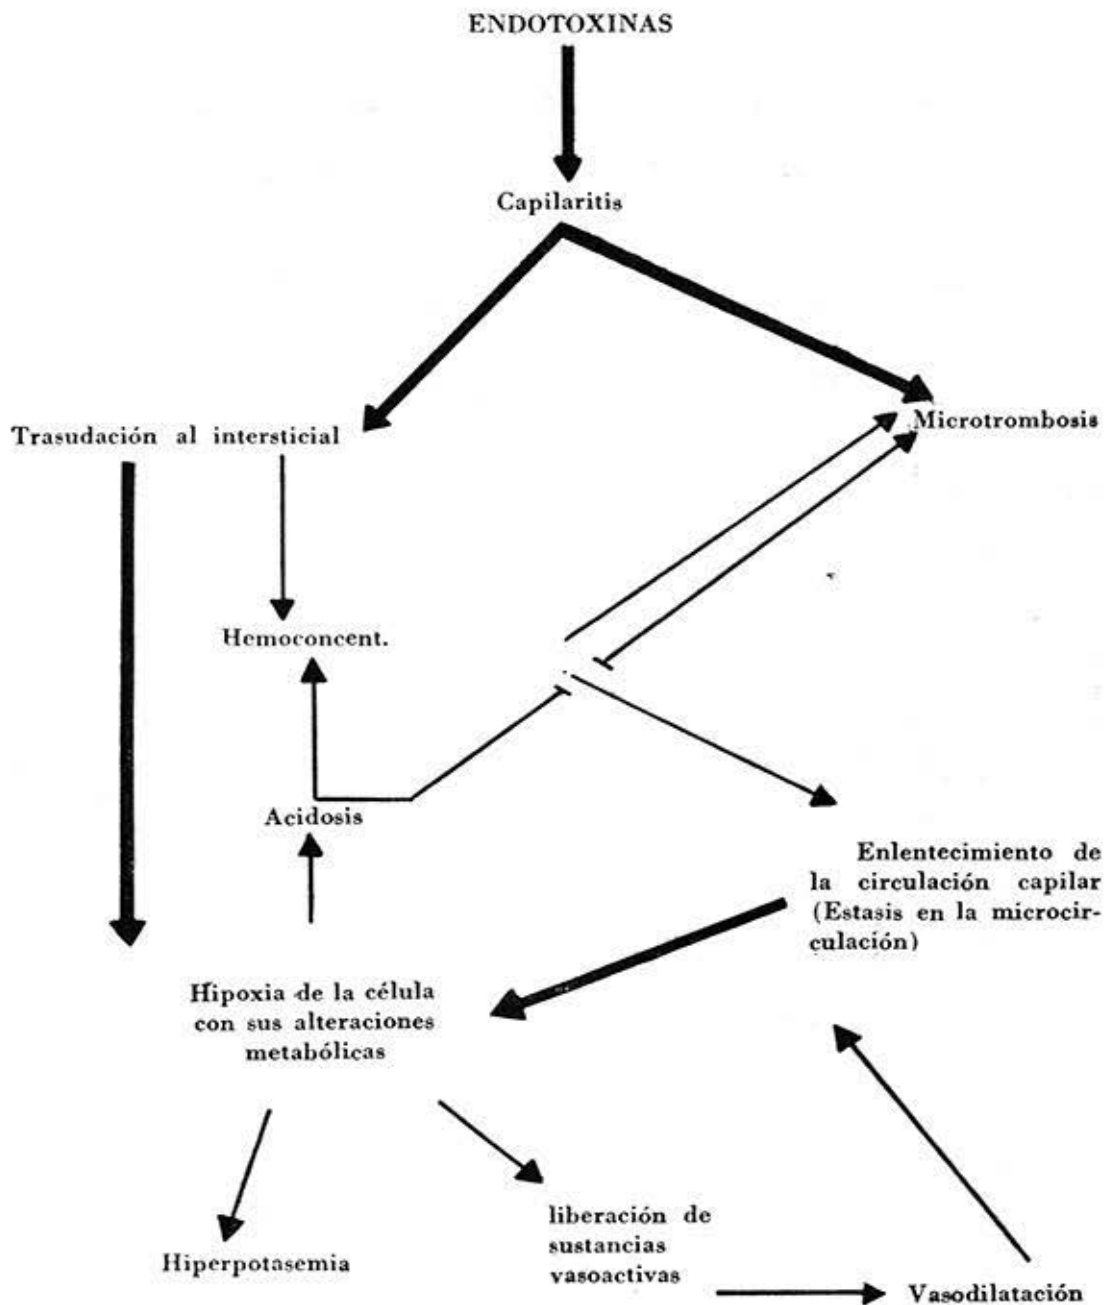 ENDOTOXINAS
Capilaritis
Trasudación al intersticial
Microtrombosis
Hemoconcent.
Acidosis
Enlentecimiento de
la circulación capilar
(Estasis en la microcir-
culación)
Hipoxia de la célula
con sus alteraciones
metabólicas
liberación de
sustancias
vasoactivas
Hiperpotasemia
Vasodilatación